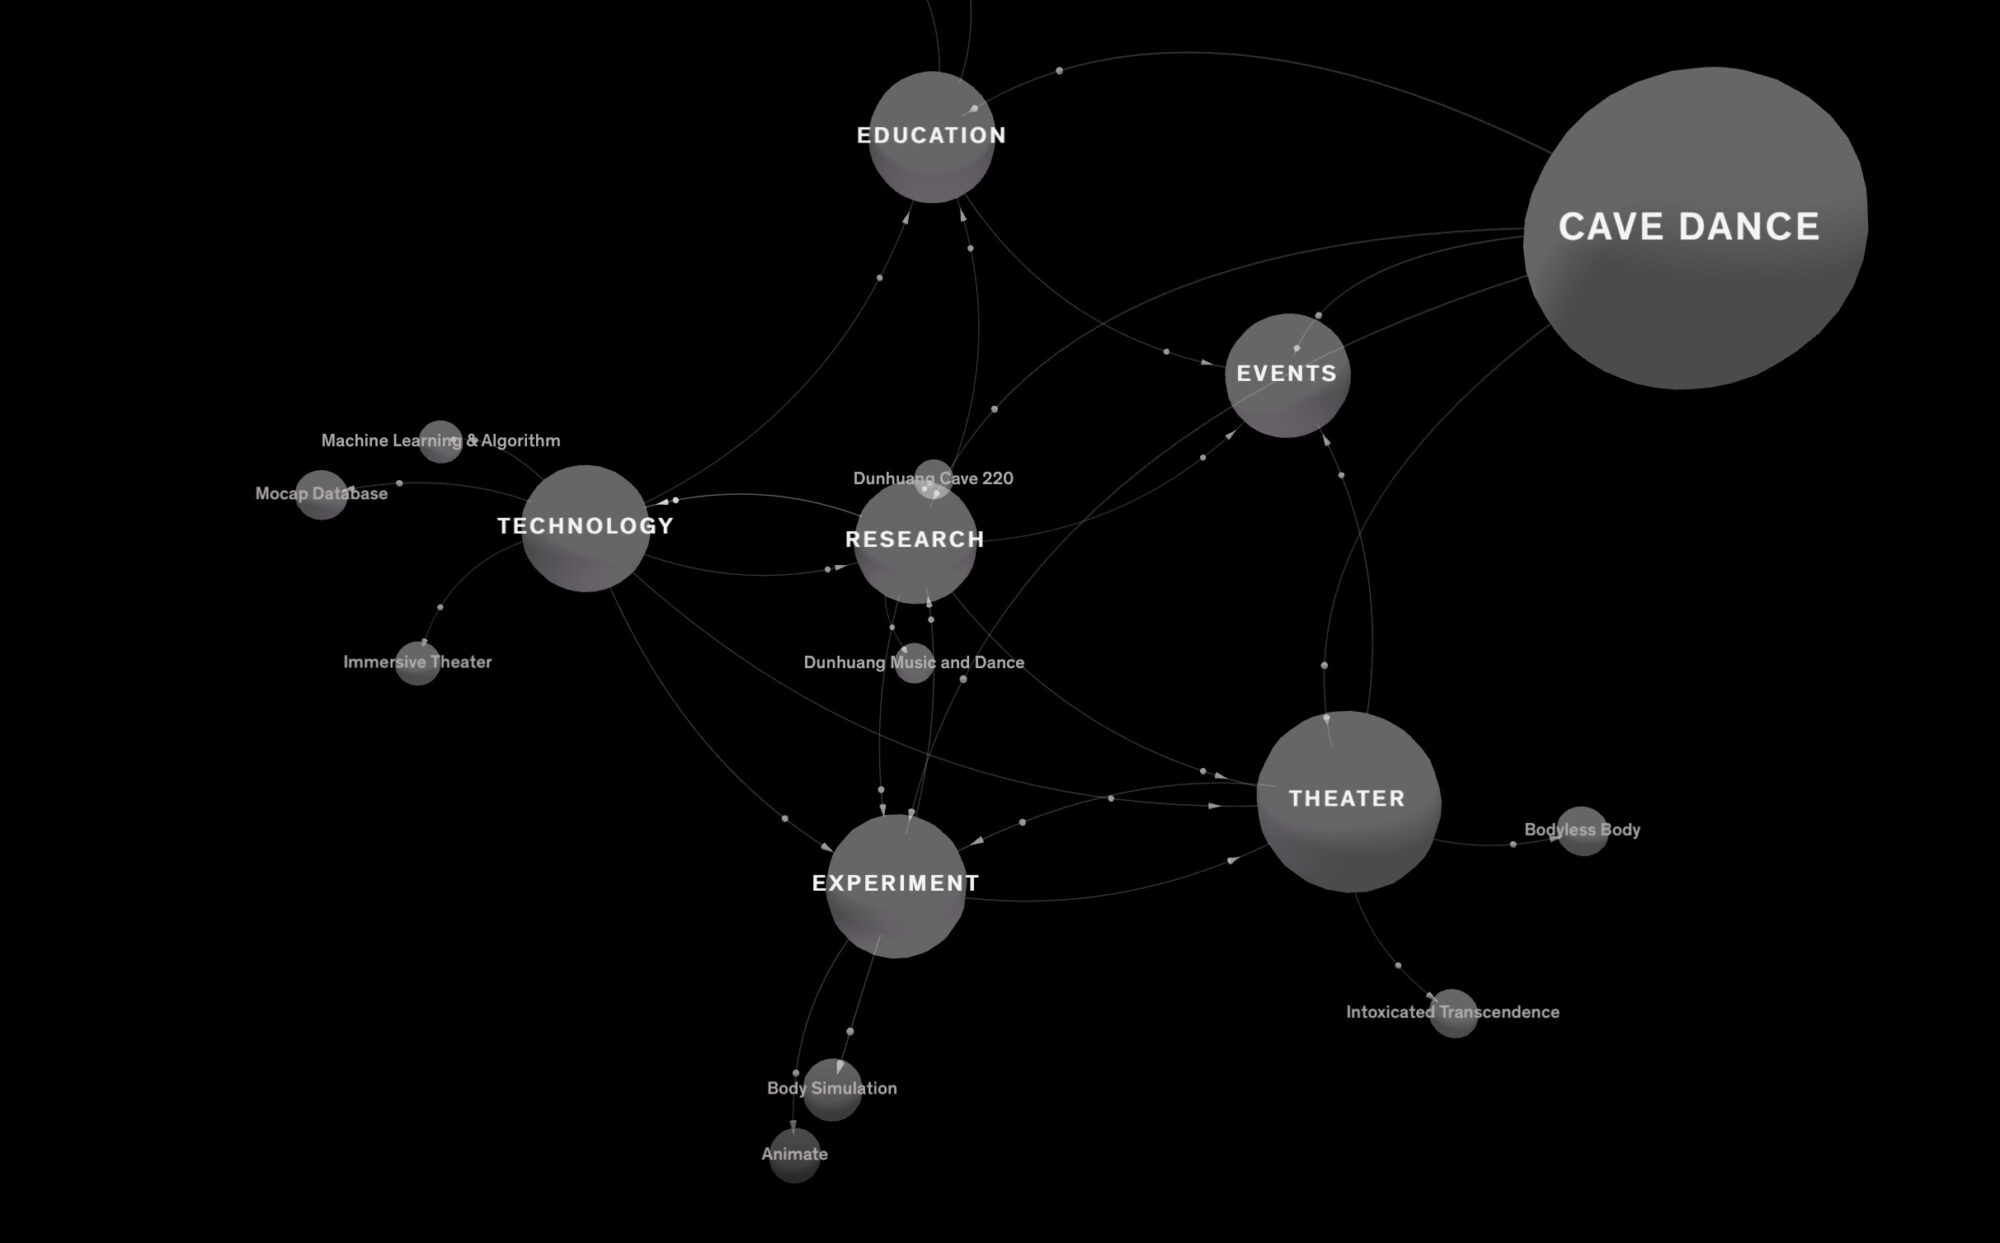 EDUCATION
CAVE DANCE
EVENTS
Machine Learning & Algorithm
Mocap Database
Dunhuang Cave 220
TECHNOLOGY
RESEARCH
Immersive Theater
Dunhuang Music and Dance
THEATER
Bodyless Body
EXPERIMENT
Intoxicated Transcendence
Body Simulation
Animate